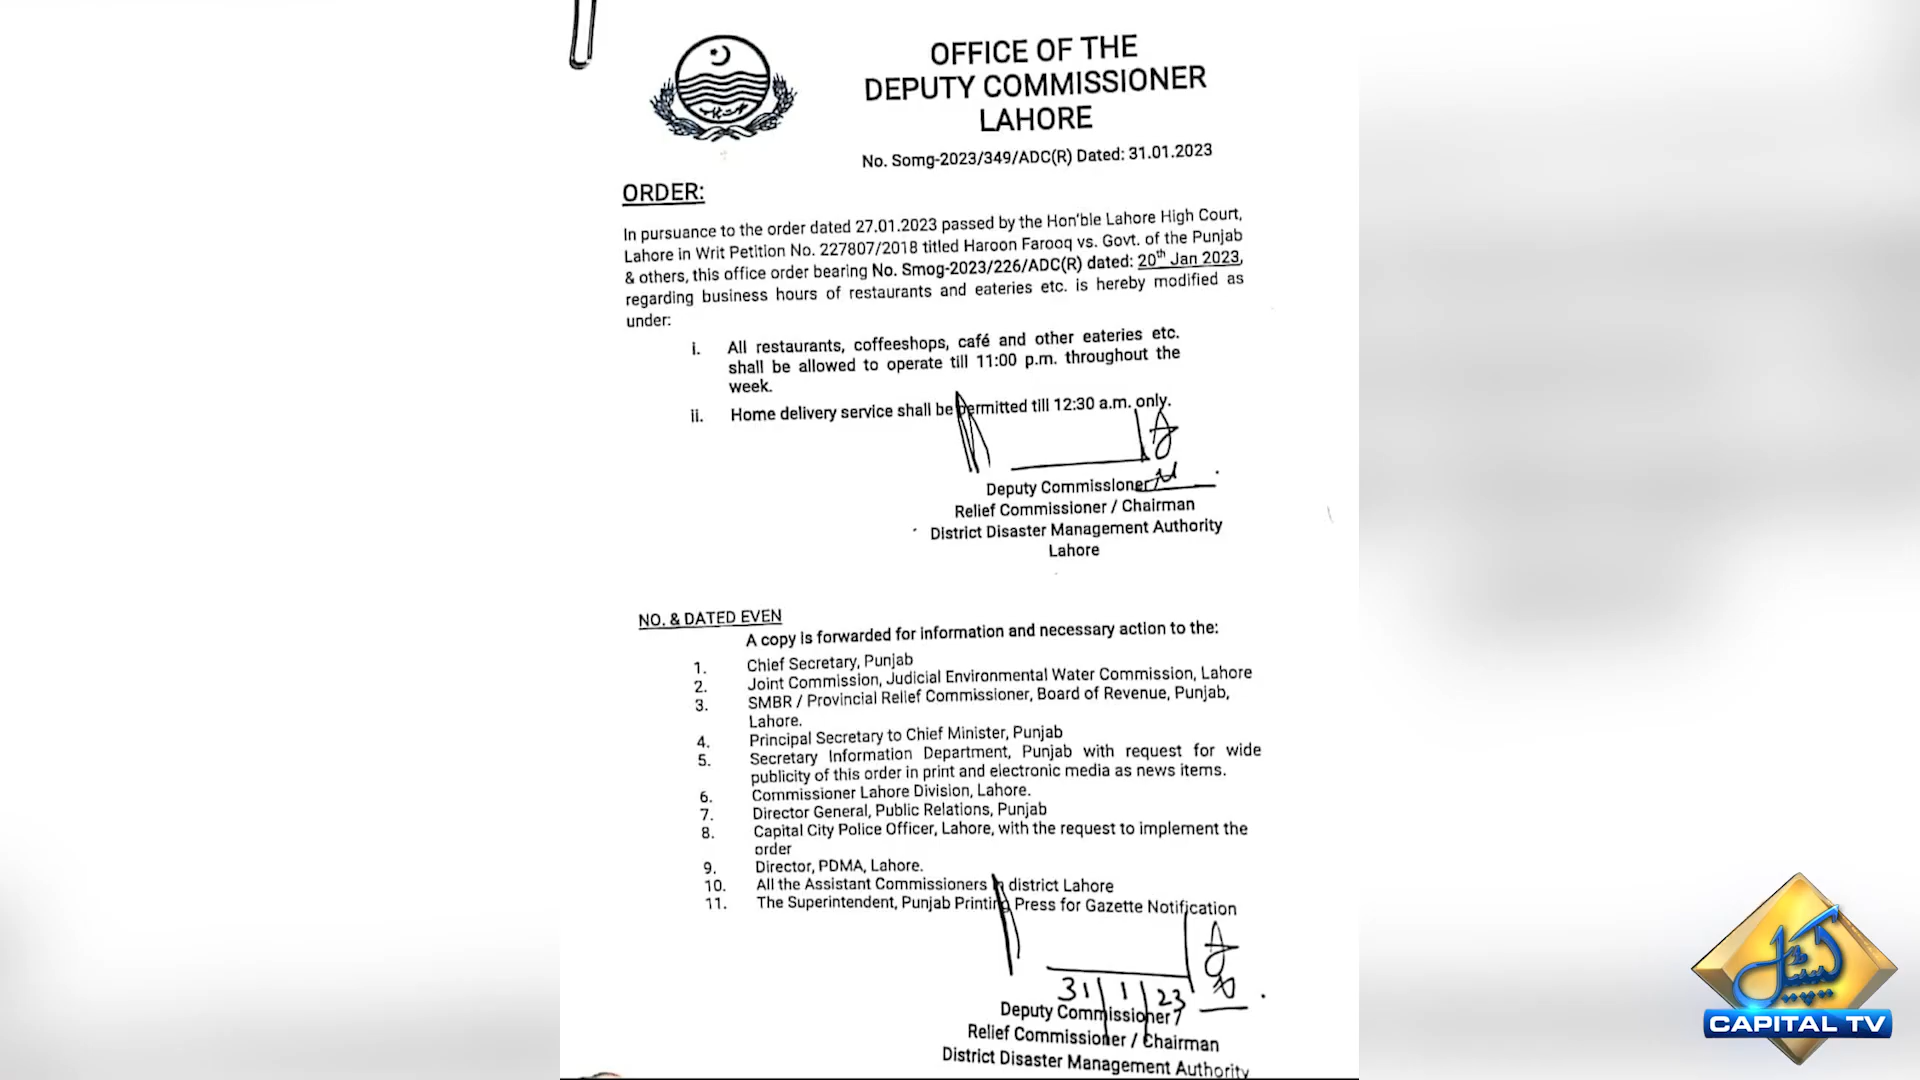 OFFICE OF THE
DEPUTY COMMISSIONER
LAHORE
No. Somg-2023/349/ADC(R) Dated: 31.01.2023
ORDER:
In pursuance to the order dated 27.01.2023 passed by the Hon'ble Lahore High Court,
Lahore in Writ Petition No. 227807/2018 titled Haroon Farooq vs. Govt. of the Punjab
& others, this office order bearing No. Smog-2023/226/ADC(R) dated: 20th Jan 2023,
regarding business hours of restaurants and eateries etc. is hereby modified as
under:
i. All restaurants, coffeeshops, café and other eateries etc.
shall be allowed to operate till 11:00 p.m. throughout the
week.
ii. Home delivery service shall be permitted till 12:30 a.m. only.
Deputy Commissioner
Relief Commissioner / Chairman
District Disaster Management Authority
Lahore
NO. & DATED EVEN
A copy is forwarded for information and necessary action to the:
1. Chief Secretary, Punjab
2. Joint Commission, Judicial Environmental Water Commission, Lahore
3. SMBR / Provincial Relief Commissioner, Board of Revenue, Punjab,
Lahore.
4. Principal Secretary to Chief Minister, Punjab
5. Secretary Information Department, Punjab with request for wide
publicity of this order in print and electronic media as news items.
6. Commissioner Lahore Division, Lahore.
7. Director General, Public Relations, Punjab
8. Capital City Police Officer, Lahore, with the request to implement the
order
9. Director, PDMA, Lahore.
10. All the Assistant Commissioners in district Lahore
11. The Superintendent, Punjab Printing Press for Gazette Notification
31/1/23
Deputy Commissioner
Relief Commissioner / Chairman
District Disaster Management Authority
کیپیٹل
CAPITAL TV